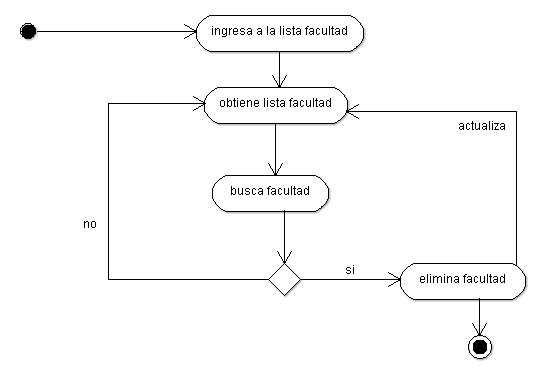 ingresa a la lista facultad
obtiene lista facultad
actualiza
busca facultad
no
si
elimina facultad